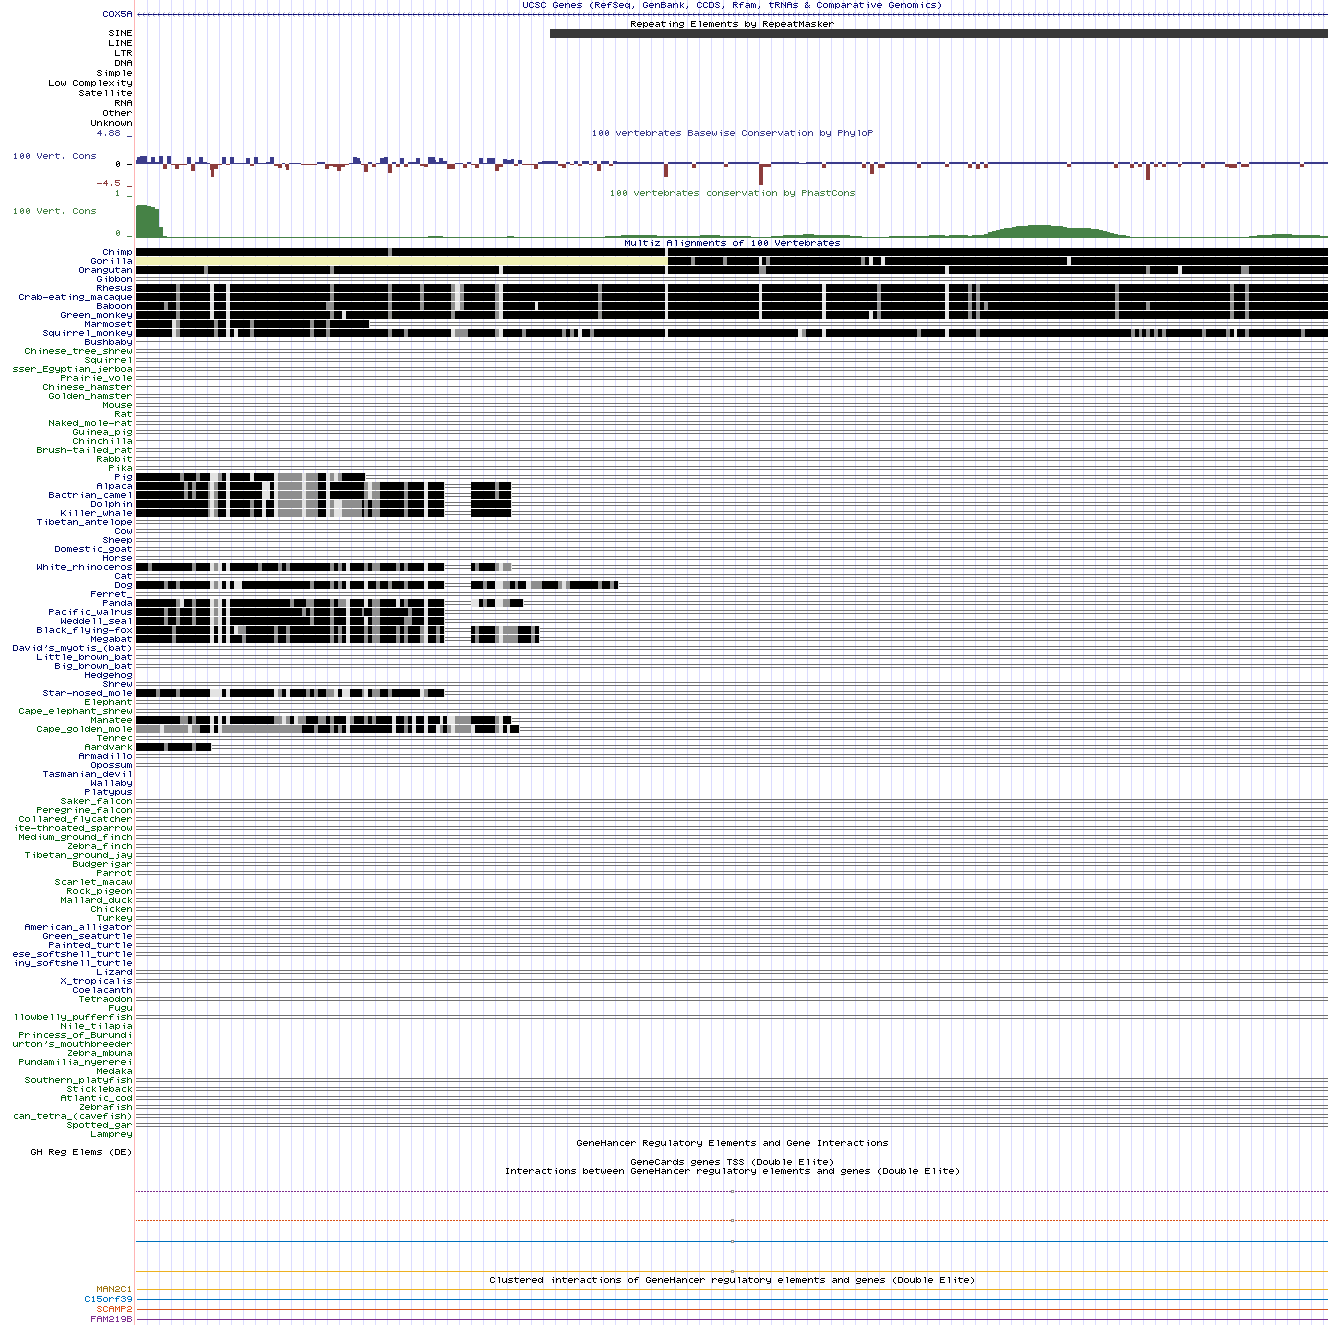 UCSC Genes (RefSeq, GenBank, CCDS, Rfam, tRNAs & Comparative Genomics)
COX5A
Repeating Elements by RepeatMasker
SINE
LINE
LTR
DNA
Simple
Low Complexity
Satellite
RNA
Other
Unknown
4.88 _
100 vertebrates Basewise Conservation by PhyloP
100 Vert. Cons
0 _
-4.5 _
100 vertebrates conservation by PhastCons
1 _
100 Vert. Cons
0 _
Multiz Alignments of 100 Vertebrates
Chimp
Gorilla
Orangutan
Gibbon
Rhesus
Crab-eating_macaque
Baboon
Green_monkey
Marmoset
Squirrel_monkey
Bushbaby
Chinese_tree_shrew
Squirrel
sser_Egyptian_jerboa
Prairie_vole
Chinese_hamster
Golden_hamster
Mouse
Rat
Naked_mole-rat
Guinea_pig
Chinchilla
Brush-tailed_rat
Rabbit
Pika
Pig
Alpaca
Bactrian_camel
Dolphin
Killer_whale
Tibetan_antelope
Cow
Sheep
Domestic_goat
Horse
White_rhinoceros
Cat
Dog
Ferret_
Panda
Pacific_walrus
Weddell_seal
Black_flying-fox
Megabat
David's_myotis_(bat)
Little_brown_bat
Big_brown_bat
Hedgehog
Shrew
Star-nosed_mole
Elephant
Cape_elephant_shrew
Manatee
Cape_golden_mole
Tenrec
Aardvark
Armadillo
Opossum
Tasmanian_devil
Wallaby
Platypus
Saker_falcon
Peregrine_falcon
Collared_flycatcher
ite-throated_sparrow
Medium_ground_finch
Zebra_finch
Tibetan_ground_jay
Budgerigar
Parrot
Scarlet_macaw
Rock_pigeon
Mallard_duck
Chicken
Turkey
American_alligator
Green_seaturtle
Painted_turtle
ese_softshell_turtle
iny_softshell_turtle
Lizard
X_tropicalis
Coelacanth
Tetraodon
Fugu
llowbelly_pufferfish
Nile_tilapia
Princess_of_Burundi
urton's_mouthbreeder
Zebra_mbuna
Pundamilia_nyererei
Medaka
Southern_platyfish
Stickleback
Atlantic_cod
Zebrafish
can_tetra_(cavefish)
Spotted_gar
Lamprey
GeneHancer Regulatory Elements and Gene Interactions
GH Reg Elems (DE)
GeneCards genes TSS (Double Elite)
Interactions between GeneHancer regulatory elements and genes (Double Elite)
Clustered interactions of GeneHancer regulatory elements and genes (Double Elite)
MAN2C1
C15orf39
SCAMP2
FAM219B